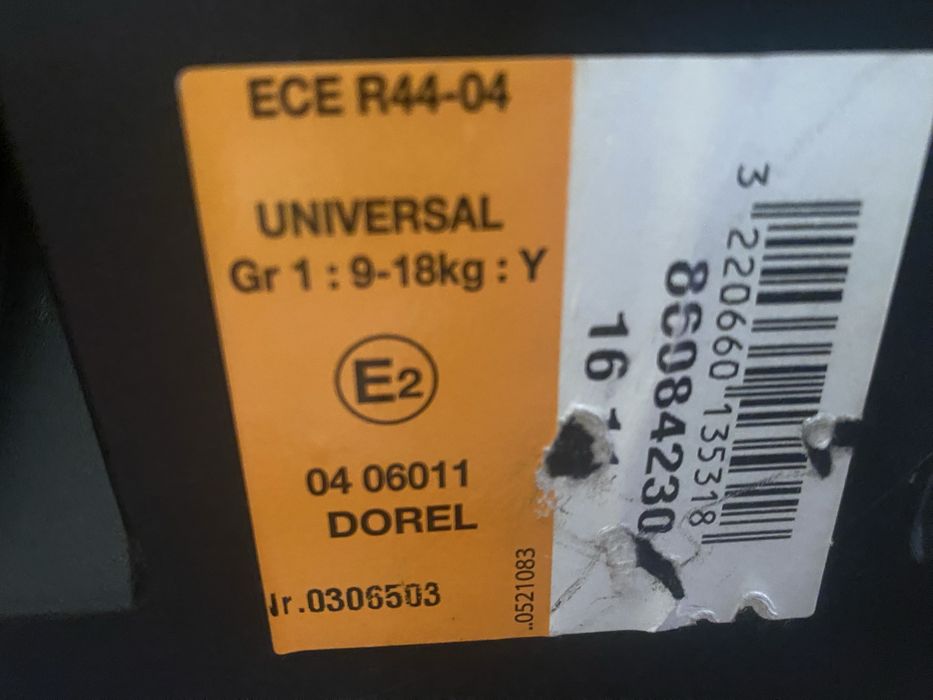 ECE R44-04
UNIVERSAL
Gr 1 : 9-18kg : Y
E2
04 06011
DOREL
Nr.0306503
..0521083
16
86084230
3 220660 135318